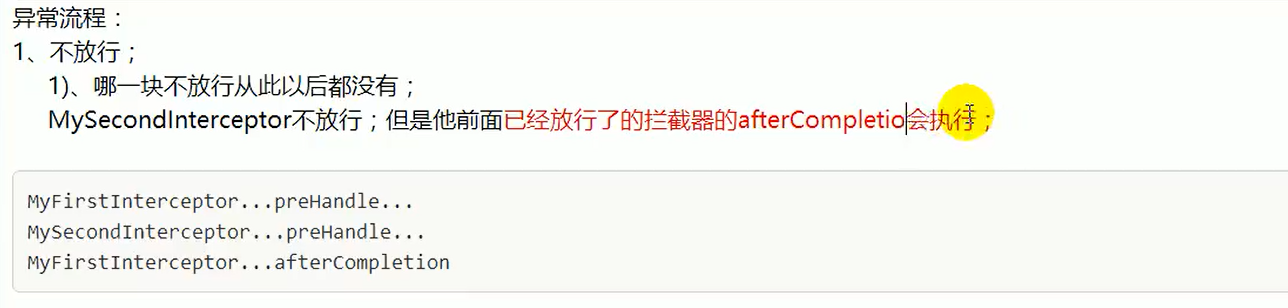 异常流程：
1、不放行；
1)、哪一块不放行从此以后都没有；
MySecondInterceptor不放行；但是他前面已经放行了的拦截器的afterCompletio会执行；
MyFirstInterceptor...preHandle...
MySecondInterceptor...preHandle...
MyFirstInterceptor...afterCompletion